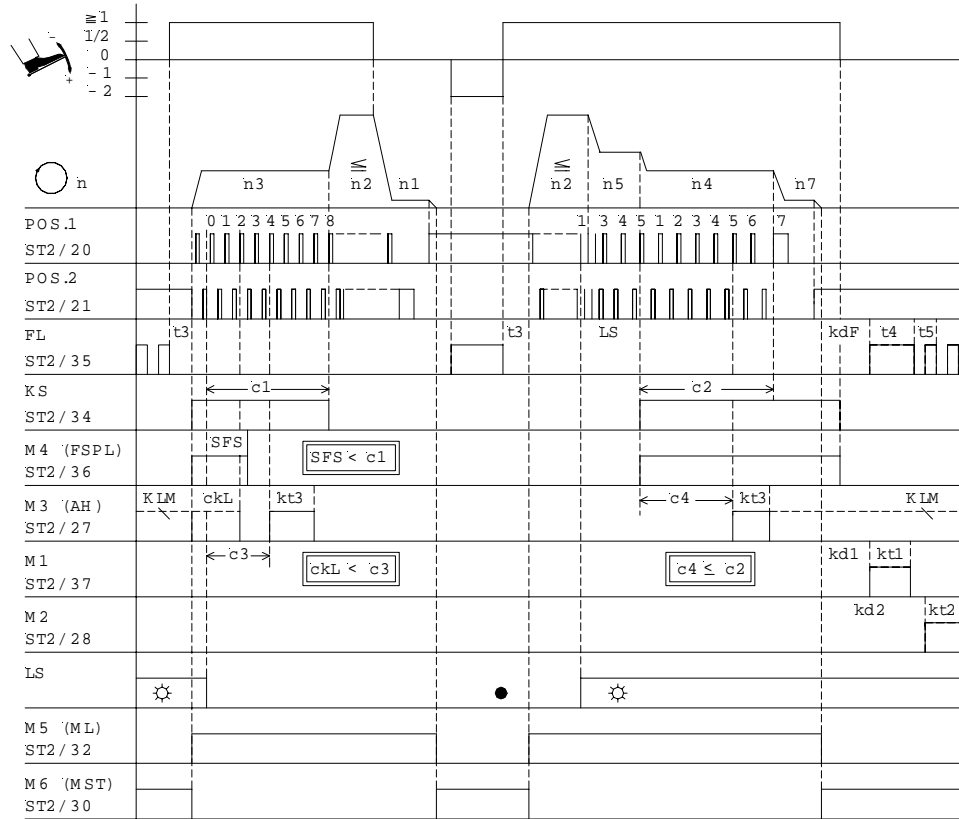 ≧1
1/2
0
-1
-2
- +
n
n3 ≦ n2 n1 ≦ n2 n5 n4 n7
POS.1
ST2/20
0 1 2 3 4 5 6 7 8 1 3 4 5 1 2 3 4 5 6 7
POS.2
ST2/21
FL
ST2/35
t3 t3 LS kdF t4 t5
KS
ST2/34
c1 c2
M4 (FSPL)
ST2/36
SFS SFS < c1
M3 (AH)
ST2/27
KLM ckL kt3 c4 kt3 KLM
c3
M1
ST2/37
ckL < c3 c4 ≤ c2 kd1 kt1
M2
ST2/28
kd2 kt2
LS
M5 (ML)
ST2/32
M6 (MST)
ST2/30